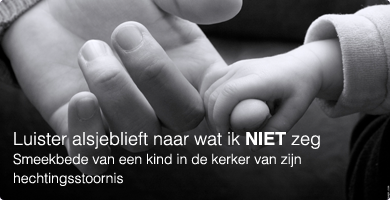 Luister alsjeblieft naar wat ik NIET zeg
Smeekbede van een kind in de kerker van zijn
hechtingsstoornis